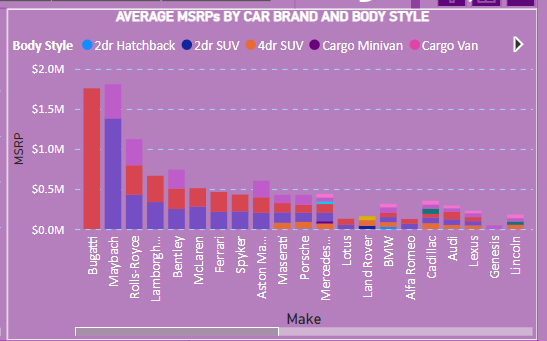 AVERAGE MSRPs BY CAR BRAND AND BODY STYLE
Body Style 2dr Hatchback 2dr SUV 4dr SUV Cargo Minivan Cargo Van
$2.0M
$1.5M
$1.0M
$0.5M
$0.0M
MSRP
Bugatti
Maybach
Rolls-Royce
Lamborgh...
Bentley
McLaren
Ferrari
Spyker
Aston Ma...
Maserati
Porsche
Mercedes...
Lotus
Land Rover
BMW
Alfa Romeo
Cadillac
Audi
Lexus
Genesis
Lincoln
Make